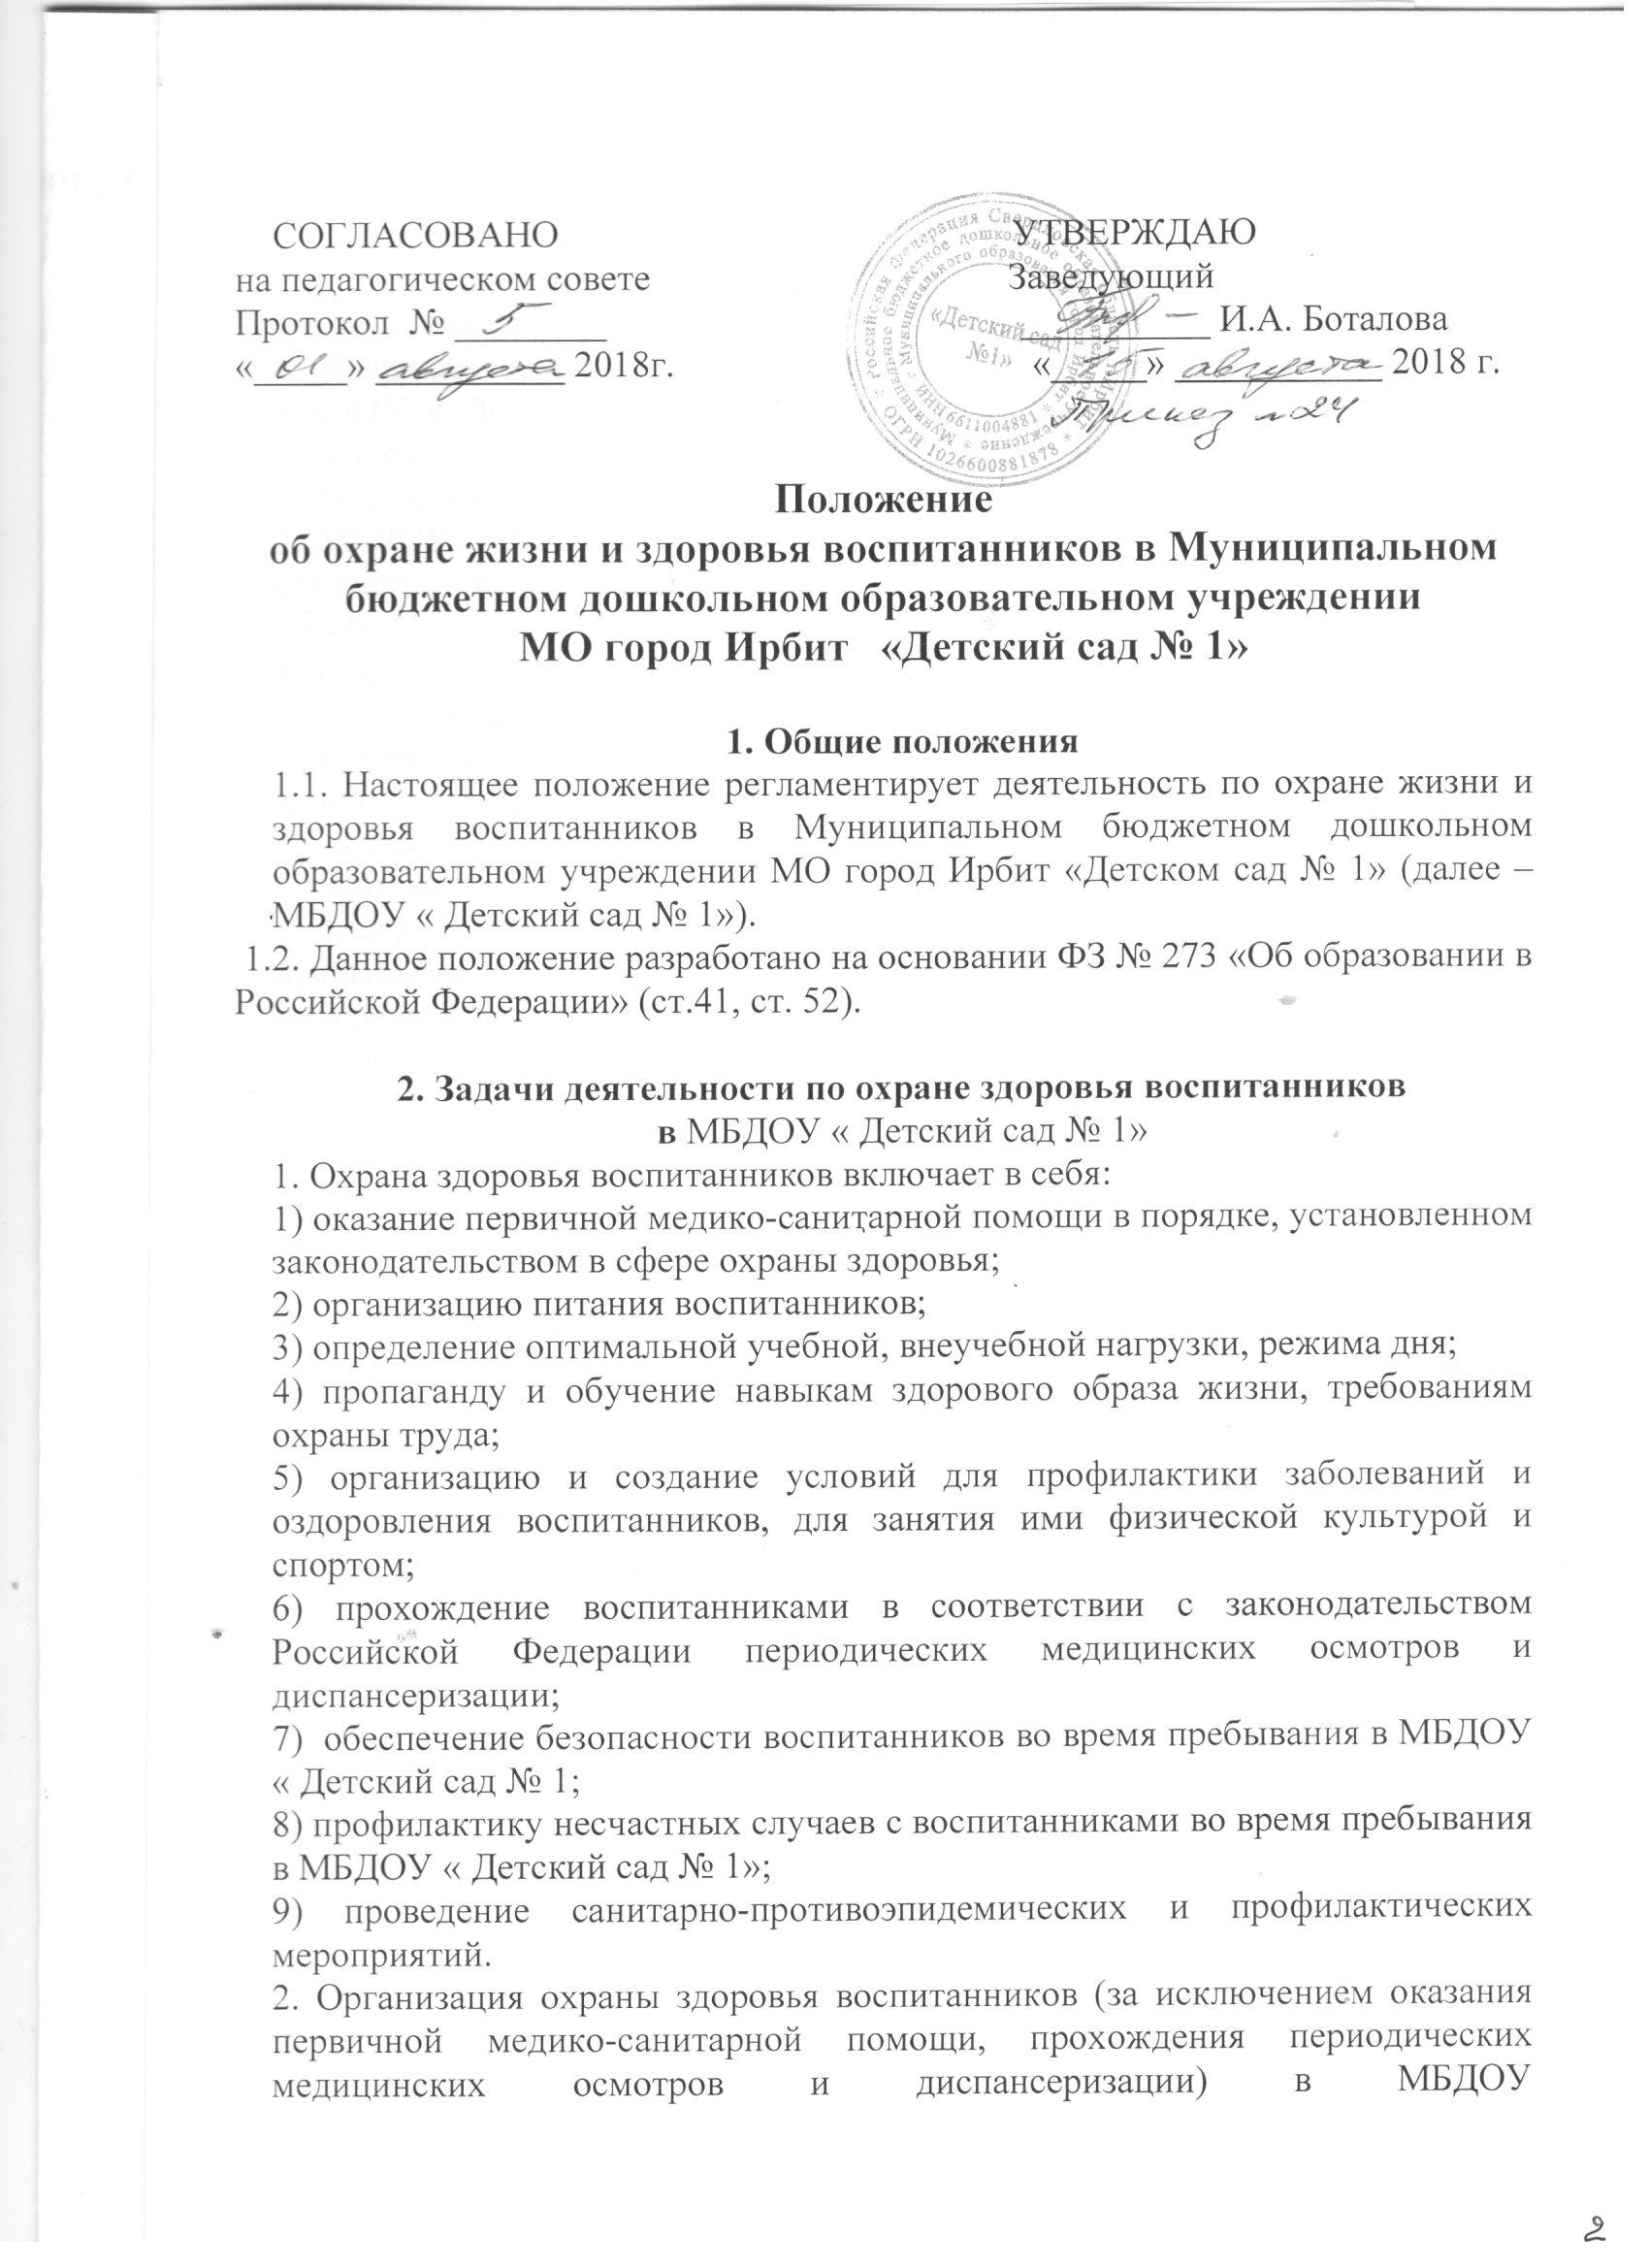 СОГЛАСОВАНО
на педагогическом совете
Протокол № 5
«01» августа 2018г.
УТВЕРЖДАЮ
Заведующий
И.А. Боталова
«15» августа 2018 г.
Приказ № 24
«Детский сад
№1»
ИНН 6611004881
ОГРН 1026600881878
Положение
об охране жизни и здоровья воспитанников в Муниципальном
бюджетном дошкольном образовательном учреждении
МО город Ирбит «Детский сад № 1»
1. Общие положения
1.1. Настоящее положение регламентирует деятельность по охране жизни и
здоровья воспитанников в Муниципальном бюджетном дошкольном
образовательном учреждении МО город Ирбит «Детском сад № 1» (далее –
МБДОУ « Детский сад № 1»).
1.2. Данное положение разработано на основании ФЗ № 273 «Об образовании в
Российской Федерации» (ст.41, ст. 52).
2. Задачи деятельности по охране здоровья воспитанников
в МБДОУ « Детский сад № 1»
1. Охрана здоровья воспитанников включает в себя:
1) оказание первичной медико-санитарной помощи в порядке, установленном
законодательством в сфере охраны здоровья;
2) организацию питания воспитанников;
3) определение оптимальной учебной, внеучебной нагрузки, режима дня;
4) пропаганду и обучение навыкам здорового образа жизни, требованиям
охраны труда;
5) организацию и создание условий для профилактики заболеваний и
оздоровления воспитанников, для занятия ими физической культурой и
спортом;
6) прохождение воспитанниками в соответствии с законодательством
Российской Федерации периодических медицинских осмотров и
диспансеризации;
7) обеспечение безопасности воспитанников во время пребывания в МБДОУ
« Детский сад № 1;
8) профилактику несчастных случаев с воспитанниками во время пребывания
в МБДОУ « Детский сад № 1»;
9) проведение санитарно-противоэпидемических и профилактических
мероприятий.
2. Организация охраны здоровья воспитанников (за исключением оказания
первичной медико-санитарной помощи, прохождения периодических
медицинских осмотров и диспансеризации) в МБДОУ
2